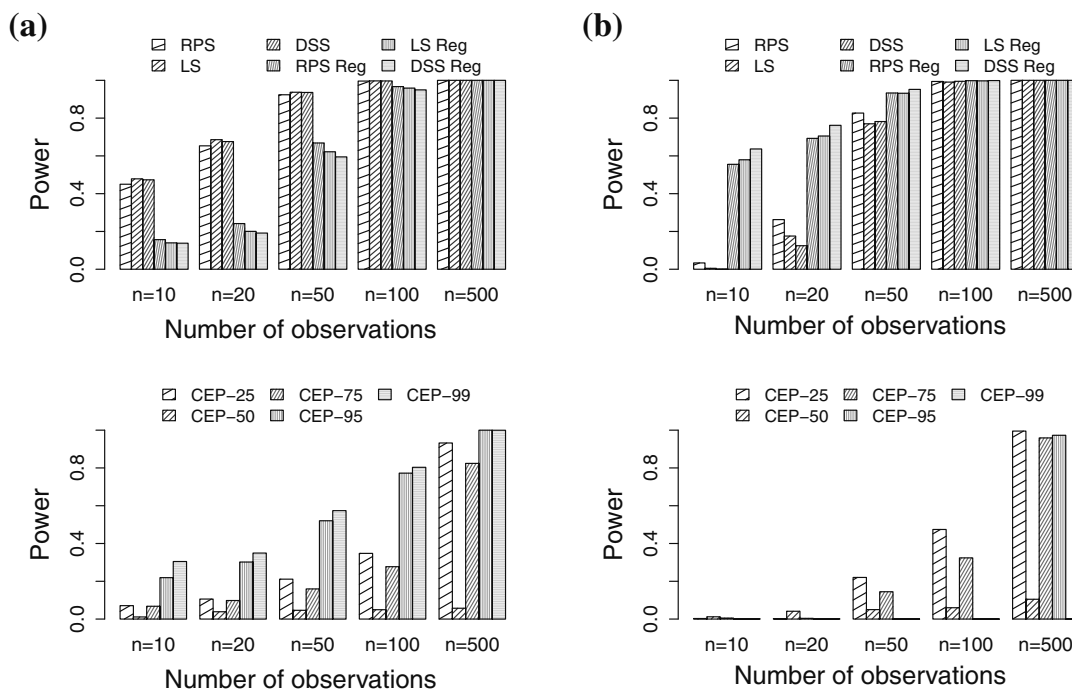 (a)
RPS DSS LS Reg
LS RPS Reg DSS Reg
Power
0.0 0.4 0.8
n=10 n=20 n=50 n=100 n=500
Number of observations
(b)
RPS DSS LS Reg
LS RPS Reg DSS Reg
Power
0.0 0.4 0.8
n=10 n=20 n=50 n=100 n=500
Number of observations
CEP−25 CEP−75 CEP−99
CEP−50 CEP−95
Power
0.0 0.4 0.8
n=10 n=20 n=50 n=100 n=500
Number of observations
CEP−25 CEP−75 CEP−99
CEP−50 CEP−95
Power
0.0 0.4 0.8
n=10 n=20 n=50 n=100 n=500
Number of observations